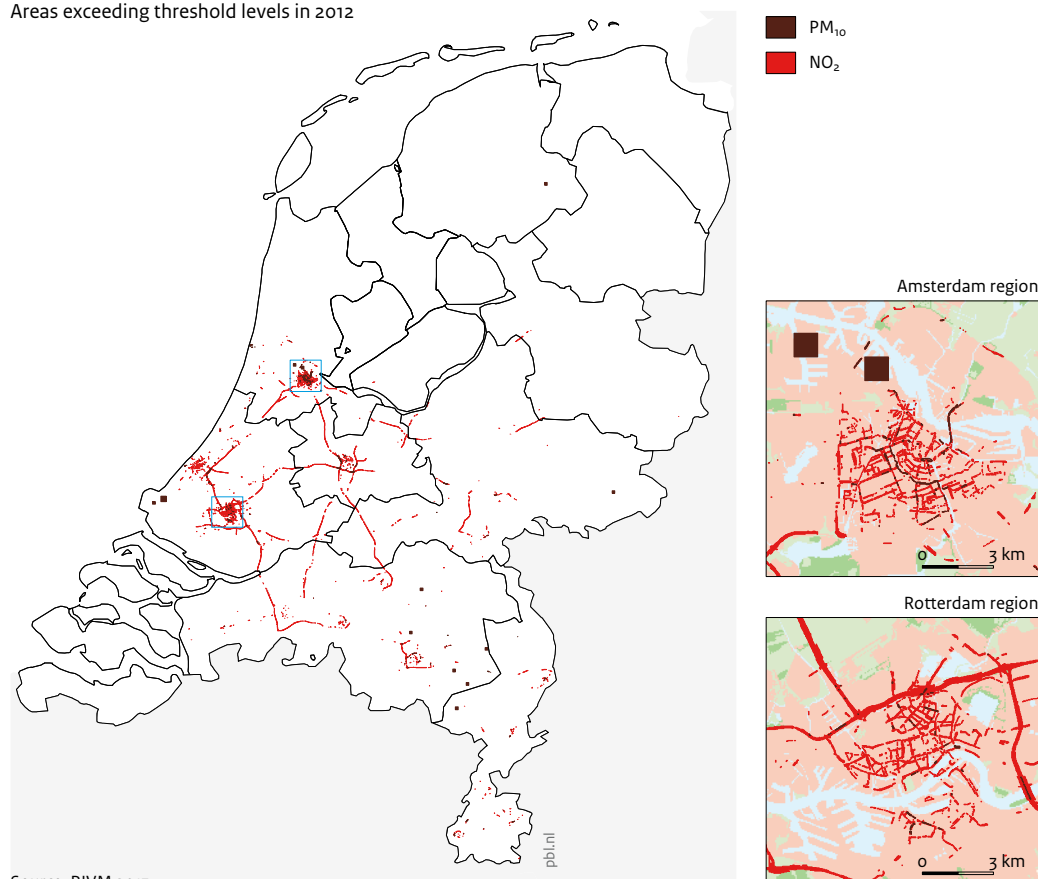 Areas exceeding threshold levels in 2012
PM₁₀
NO₂
Amsterdam region
0 3 km
Rotterdam region
0 3 km
pbl.nl